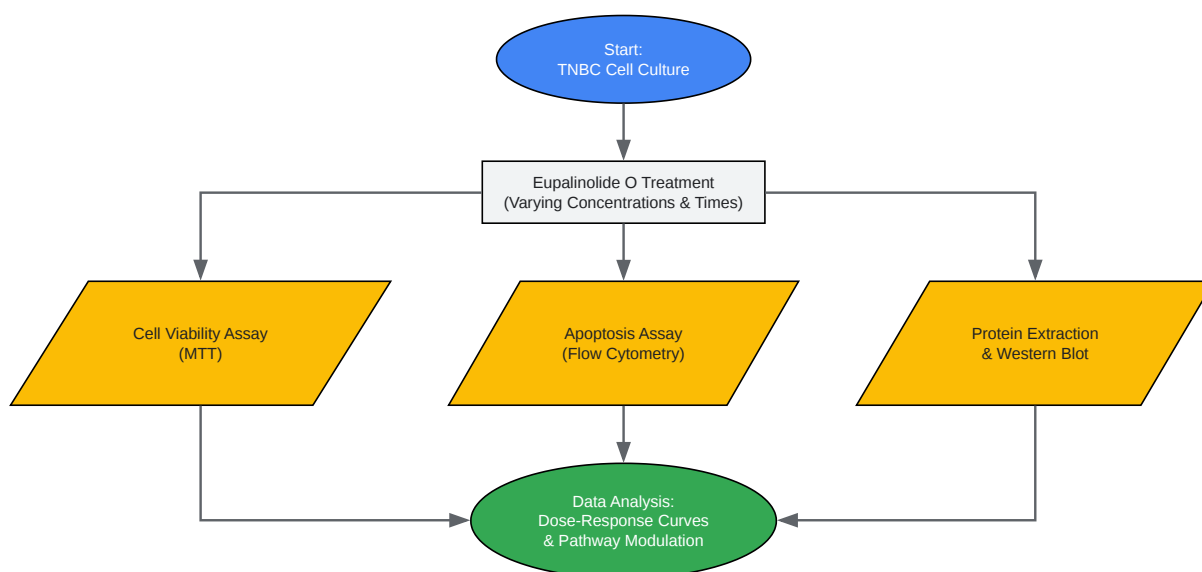 Start:
TNBC Cell Culture
Eupalinolide O Treatment
(Varying Concentrations & Times)
Cell Viability Assay
(MTT)
Apoptosis Assay
(Flow Cytometry)
Protein Extraction
& Western Blot
Data Analysis:
Dose-Response Curves
& Pathway Modulation